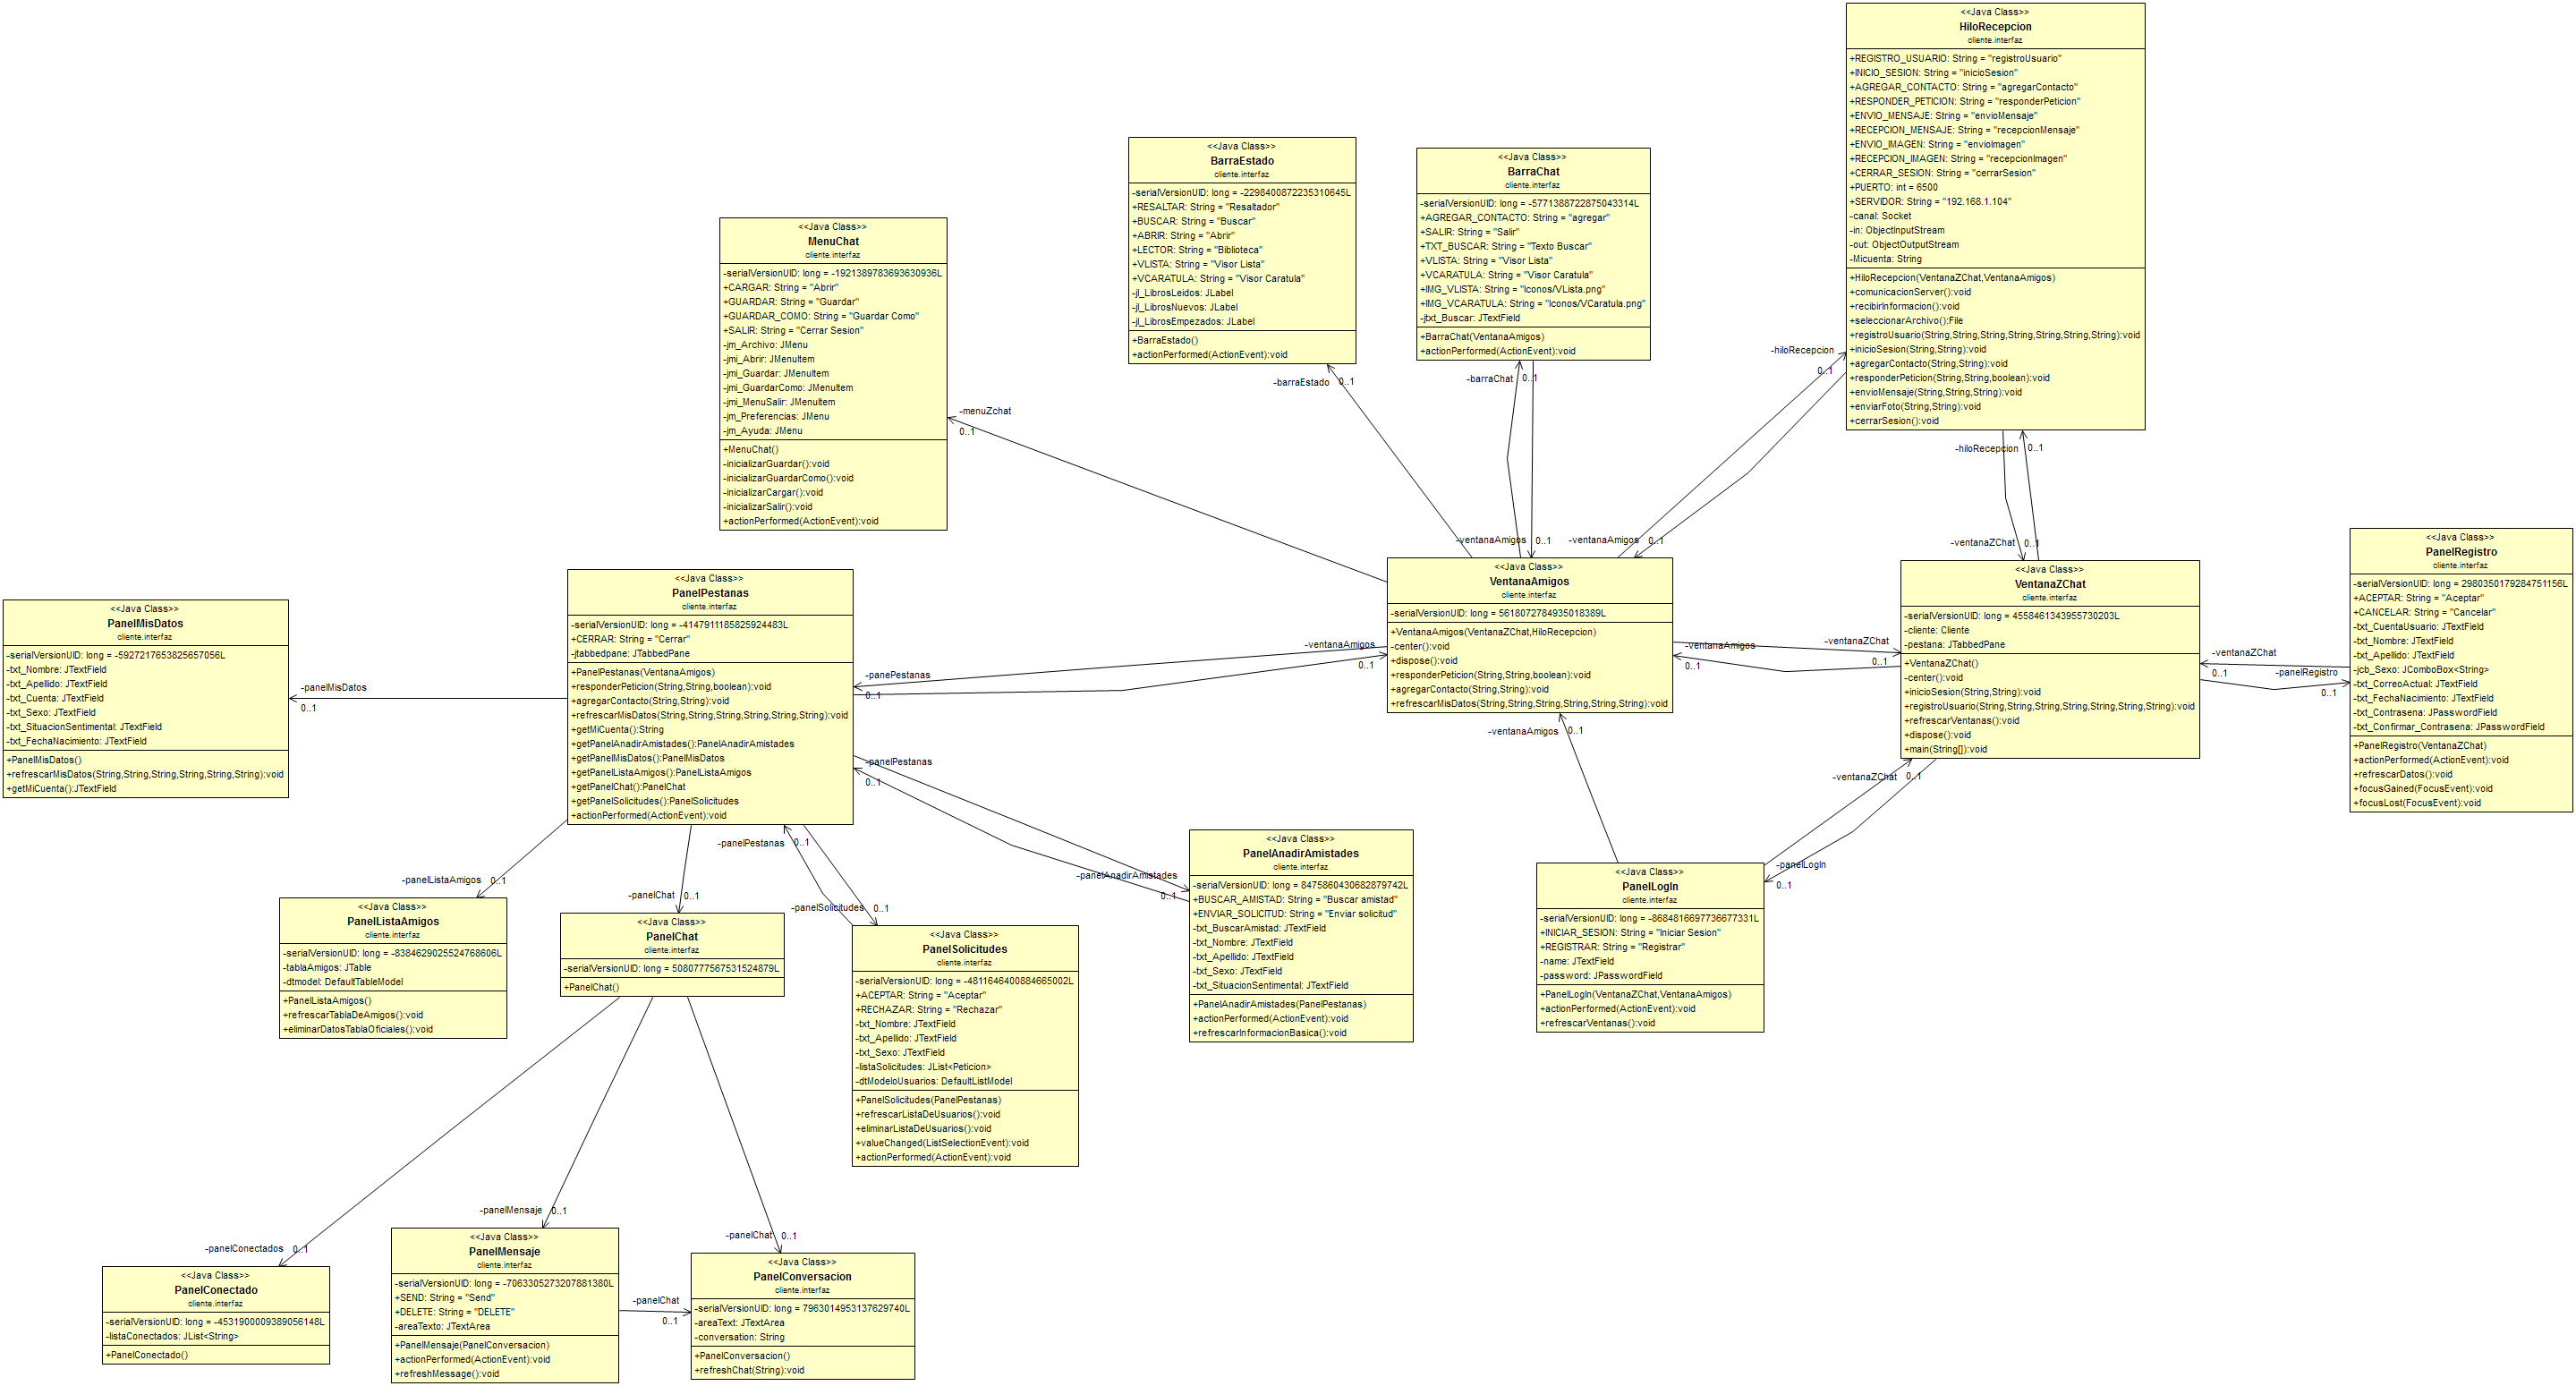 <<Java Class>>
HiloRecepcion
cliente.interfaz
+REGISTRO_USUARIO: String = "registroUsuario"
+INICIO_SESION: String = "inicioSesion"
+AGREGAR_CONTACTO: String = "agregarContacto"
+RESPONDER_PETICION: String = "responderPeticion"
+ENVIO_MENSAJE: String = "envioMensaje"
+RECEPCION_MENSAJE: String = "recepcionMensaje"
+ENVIO_IMAGEN: String = "envioImagen"
+RECEPCION_IMAGEN: String = "recepcionImagen"
+CERRAR_SESION: String = "cerrarSesion"
+PUERTO: int = 6500
+SERVIDOR: String = "192.168.1.104"
-canal: Socket
-in: ObjectInputStream
-out: ObjectOutputStream
-Micuenta: String
+HiloRecepcion(VentanaZChat,VentanaAmigos)
+comunicacionServer():void
+recibirInformacion():void
+seleccionarArchivo():File
+registroUsuario(String,String,String,String,String,String,String):void
+inicioSesion(String,String):void
+agregarContacto(String,String):void
+responderPeticion(String,String,boolean):void
+envioMensaje(String,String,String):void
+enviarFoto(String,String):void
+cerrarSesion():void
<<Java Class>>
BarraEstado
cliente.interfaz
-serialVersionUID: long = -2298400872235310645L
+RESALTAR: String = "Resaltador"
+BUSCAR: String = "Buscar"
+ABRIR: String = "Abrir"
+LECTOR: String = "Biblioteca"
+VLISTA: String = "Visor Lista"
+VCARATULA: String = "Visor Caratula"
-jl_LibrosLeidos: JLabel
-jl_LibrosNuevos: JLabel
-jl_LibrosEmpezados: JLabel
+BarraEstado()
+actionPerformed(ActionEvent):void
<<Java Class>>
BarraChat
cliente.interfaz
-serialVersionUID: long = -5771388722875043314L
+AGREGAR_CONTACTO: String = "agregar"
+SALIR: String = "Salir"
+TXT_BUSCAR: String = "Texto Buscar"
+VLISTA: String = "Visor Lista"
+VCARATULA: String = "Visor Caratula"
+IMG_VLISTA: String = "Iconos/VLista.png"
+IMG_VCARATULA: String = "Iconos/VCaratula.png"
-jtxt_Buscar: JTextField
+BarraChat(VentanaAmigos)
+actionPerformed(ActionEvent):void
<<Java Class>>
MenuChat
cliente.interfaz
-serialVersionUID: long = -1921389783693630936L
+CARGAR: String = "Abrir"
+GUARDAR: String = "Guardar"
+GUARDAR_COMO: String = "Guardar Como"
+SALIR: String = "Cerrar Sesion"
-jm_Archivo: JMenu
-jmi_Abrir: JMenuItem
-jmi_Guardar: JMenuItem
-jmi_GuardarComo: JMenuItem
-jmi_MenuSalir: JMenuItem
-jm_Preferencias: JMenu
-jm_Ayuda: JMenu
+MenuChat()
-inicializarGuardar():void
-inicializarGuardarComo():void
-inicializarCargar():void
-inicializarSalir():void
+actionPerformed(ActionEvent):void
-hiloRecepcion
0..1
-barraEstado 0..1
-barraChat 0..1
-menuZchat
0..1
-hiloRecepcion 0..1
-ventanaAmigos 0..1
-ventanaAmigos 0..1
-ventanaZChat 0..1
<<Java Class>>
VentanaAmigos
cliente.interfaz
-serialVersionUID: long = 5618072784935018389L
+VentanaAmigos(VentanaZChat,HiloRecepcion)
-center():void
+dispose():void
+responderPeticion(String,String,boolean):void
+agregarContacto(String,String):void
+refrescarMisDatos(String,String,String,String,String,String):void
<<Java Class>>
VentanaZChat
cliente.interfaz
-serialVersionUID: long = 4558461343955730203L
-cliente: Cliente
-pestana: JTabbedPane
+VentanaZChat()
-center():void
+inicioSesion(String,String):void
+registroUsuario(String,String,String,String,String,String,String):void
+refrescarVentanas():void
+dispose():void
+main(String[]):void
<<Java Class>>
PanelRegistro
cliente.interfaz
-serialVersionUID: long = 2980350179284751156L
+ACEPTAR: String = "Aceptar"
+CANCELAR: String = "Cancelar"
-txt_CuentaUsuario: JTextField
-txt_Nombre: JTextField
-txt_Apellido: JTextField
-jcb_Sexo: JComboBox<String>
-txt_CorreoActual: JTextField
-txt_FechaNacimiento: JTextField
-txt_Contrasena: JPasswordField
-txt_Confirmar_Contrasena: JPasswordField
+PanelRegistro(VentanaZChat)
+actionPerformed(ActionEvent):void
+refrescarDatos():void
+focusGained(FocusEvent):void
+focusLost(FocusEvent):void
<<Java Class>>
PanelPestanas
cliente.interfaz
-serialVersionUID: long = -4147911185825924483L
+CERRAR: String = "Cerrar"
-jtabbedpane: JTabbedPane
+PanelPestanas(VentanaAmigos)
+responderPeticion(String,String,boolean):void
+agregarContacto(String,String):void
+refrescarMisDatos(String,String,String,String,String,String):void
+getMiCuenta():String
+getPanelAnadirAmistades():PanelAnadirAmistades
+getPanelMisDatos():PanelMisDatos
+getPanelListaAmigos():PanelListaAmigos
+getPanelChat():PanelChat
+getPanelSolicitudes():PanelSolicitudes
+actionPerformed(ActionEvent):void
<<Java Class>>
PanelMisDatos
cliente.interfaz
-serialVersionUID: long = -5927217653825657056L
-txt_Nombre: JTextField
-txt_Apellido: JTextField
-txt_Cuenta: JTextField
-txt_Sexo: JTextField
-txt_SituacionSentimental: JTextField
-txt_FechaNacimiento: JTextField
+PanelMisDatos()
+refrescarMisDatos(String,String,String,String,String,String):void
+getMiCuenta():JTextField
-ventanaAmigos
0..1
-panelPestanas
0..1
-ventanaZChat
0..1
-ventanaAmigos
0..1
-ventanaZChat
0..1
-panelRegistro
0..1
-panelMisDatos
0..1
-ventanaAmigos 0..1
-ventanaZChat 0..1
-panelLogIn
0..1
-panelPestanas
0..1
-panelAnadirAmistades
0..1
-panelPestanas 0..1
-panelSolicitudes 0..1
-panelListaAmigos 0..1
-panelChat 0..1
<<Java Class>>
PanelAnadirAmistades
cliente.interfaz
-serialVersionUID: long = 8475860430682879742L
+BUSCAR_AMISTAD: String = "Buscar amistad"
+ENVIAR_SOLICITUD: String = "Enviar solicitud"
-txt_BuscarAmistad: JTextField
-txt_Nombre: JTextField
-txt_Apellido: JTextField
-txt_Sexo: JTextField
-txt_SituacionSentimental: JTextField
+PanelAnadirAmistades(PanelPestanas)
+actionPerformed(ActionEvent):void
+refrescarInformacionBasica():void
<<Java Class>>
PanelLogIn
cliente.interfaz
-serialVersionUID: long = -8684816697736677331L
+INICIAR_SESION: String = "Iniciar Sesion"
+REGISTRAR: String = "Registrar"
-name: JTextField
-password: JPasswordField
+PanelLogIn(VentanaZChat,VentanaAmigos)
+actionPerformed(ActionEvent):void
+refrescarVentanas():void
<<Java Class>>
PanelListaAmigos
cliente.interfaz
-serialVersionUID: long = -8384629025524768606L
-tablaAmigos: JTable
-dtmodel: DefaultTableModel
+PanelListaAmigos()
+refrescarTablaDeAmigos():void
+eliminarDatosTablaOficiales():void
<<Java Class>>
PanelChat
cliente.interfaz
-serialVersionUID: long = 5080777567531524879L
+PanelChat()
<<Java Class>>
PanelSolicitudes
cliente.interfaz
-serialVersionUID: long = -4811646400884665002L
+ACEPTAR: String = "Aceptar"
+RECHAZAR: String = "Rechazar"
-txt_Nombre: JTextField
-txt_Apellido: JTextField
-txt_Sexo: JTextField
-listaSolicitudes: JList<Peticion>
-dtModeloUsuarios: DefaultListModel
+PanelSolicitudes(PanelPestanas)
+refrescarListaDeUsuarios():void
+eliminarListaDeUsuarios():void
+valueChanged(ListSelectionEvent):void
+actionPerformed(ActionEvent):void
-panelConectados 0..1
-panelMensaje 0..1
-panelChat 0..1
<<Java Class>>
PanelConectado
cliente.interfaz
-serialVersionUID: long = -4531900009389056148L
-listaConectados: JList<String>
+PanelConectado()
<<Java Class>>
PanelMensaje
cliente.interfaz
-serialVersionUID: long = -7063305273207881380L
+SEND: String = "Send"
+DELETE: String = "DELETE"
-areaTexto: JTextArea
+PanelMensaje(PanelConversacion)
+actionPerformed(ActionEvent):void
+refreshMessage():void
-panelChat
0..1
<<Java Class>>
PanelConversacion
cliente.interfaz
-serialVersionUID: long = 7963014953137629740L
-areaText: JTextArea
-conversation: String
+PanelConversacion()
+refreshChat(String):void